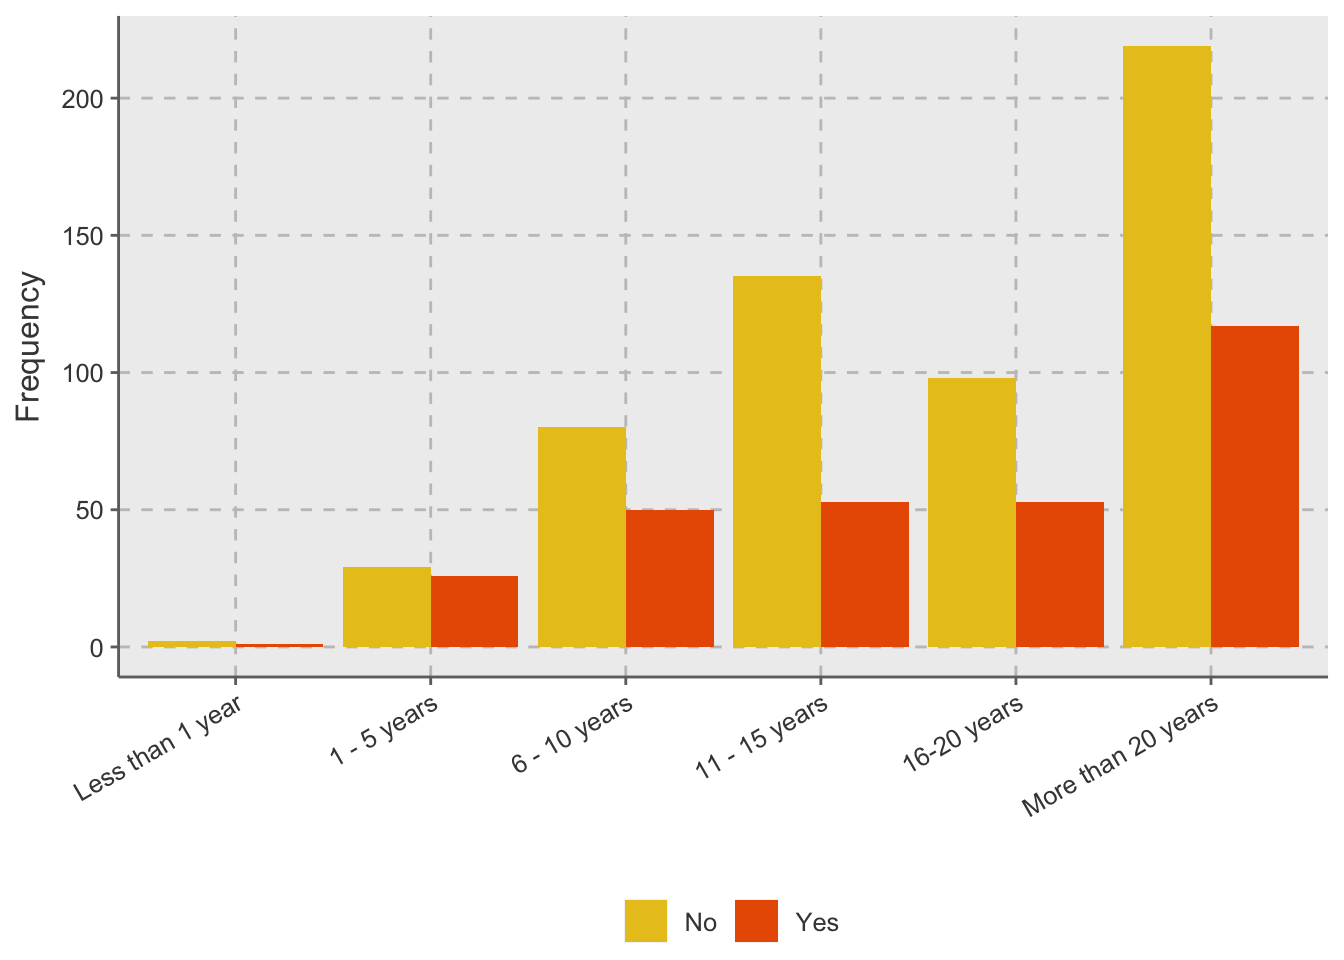 Frequency
200
150
100
50
0
Less than 1 year
1 - 5 years
6 - 10 years
11 - 15 years
16-20 years
More than 20 years
No
Yes